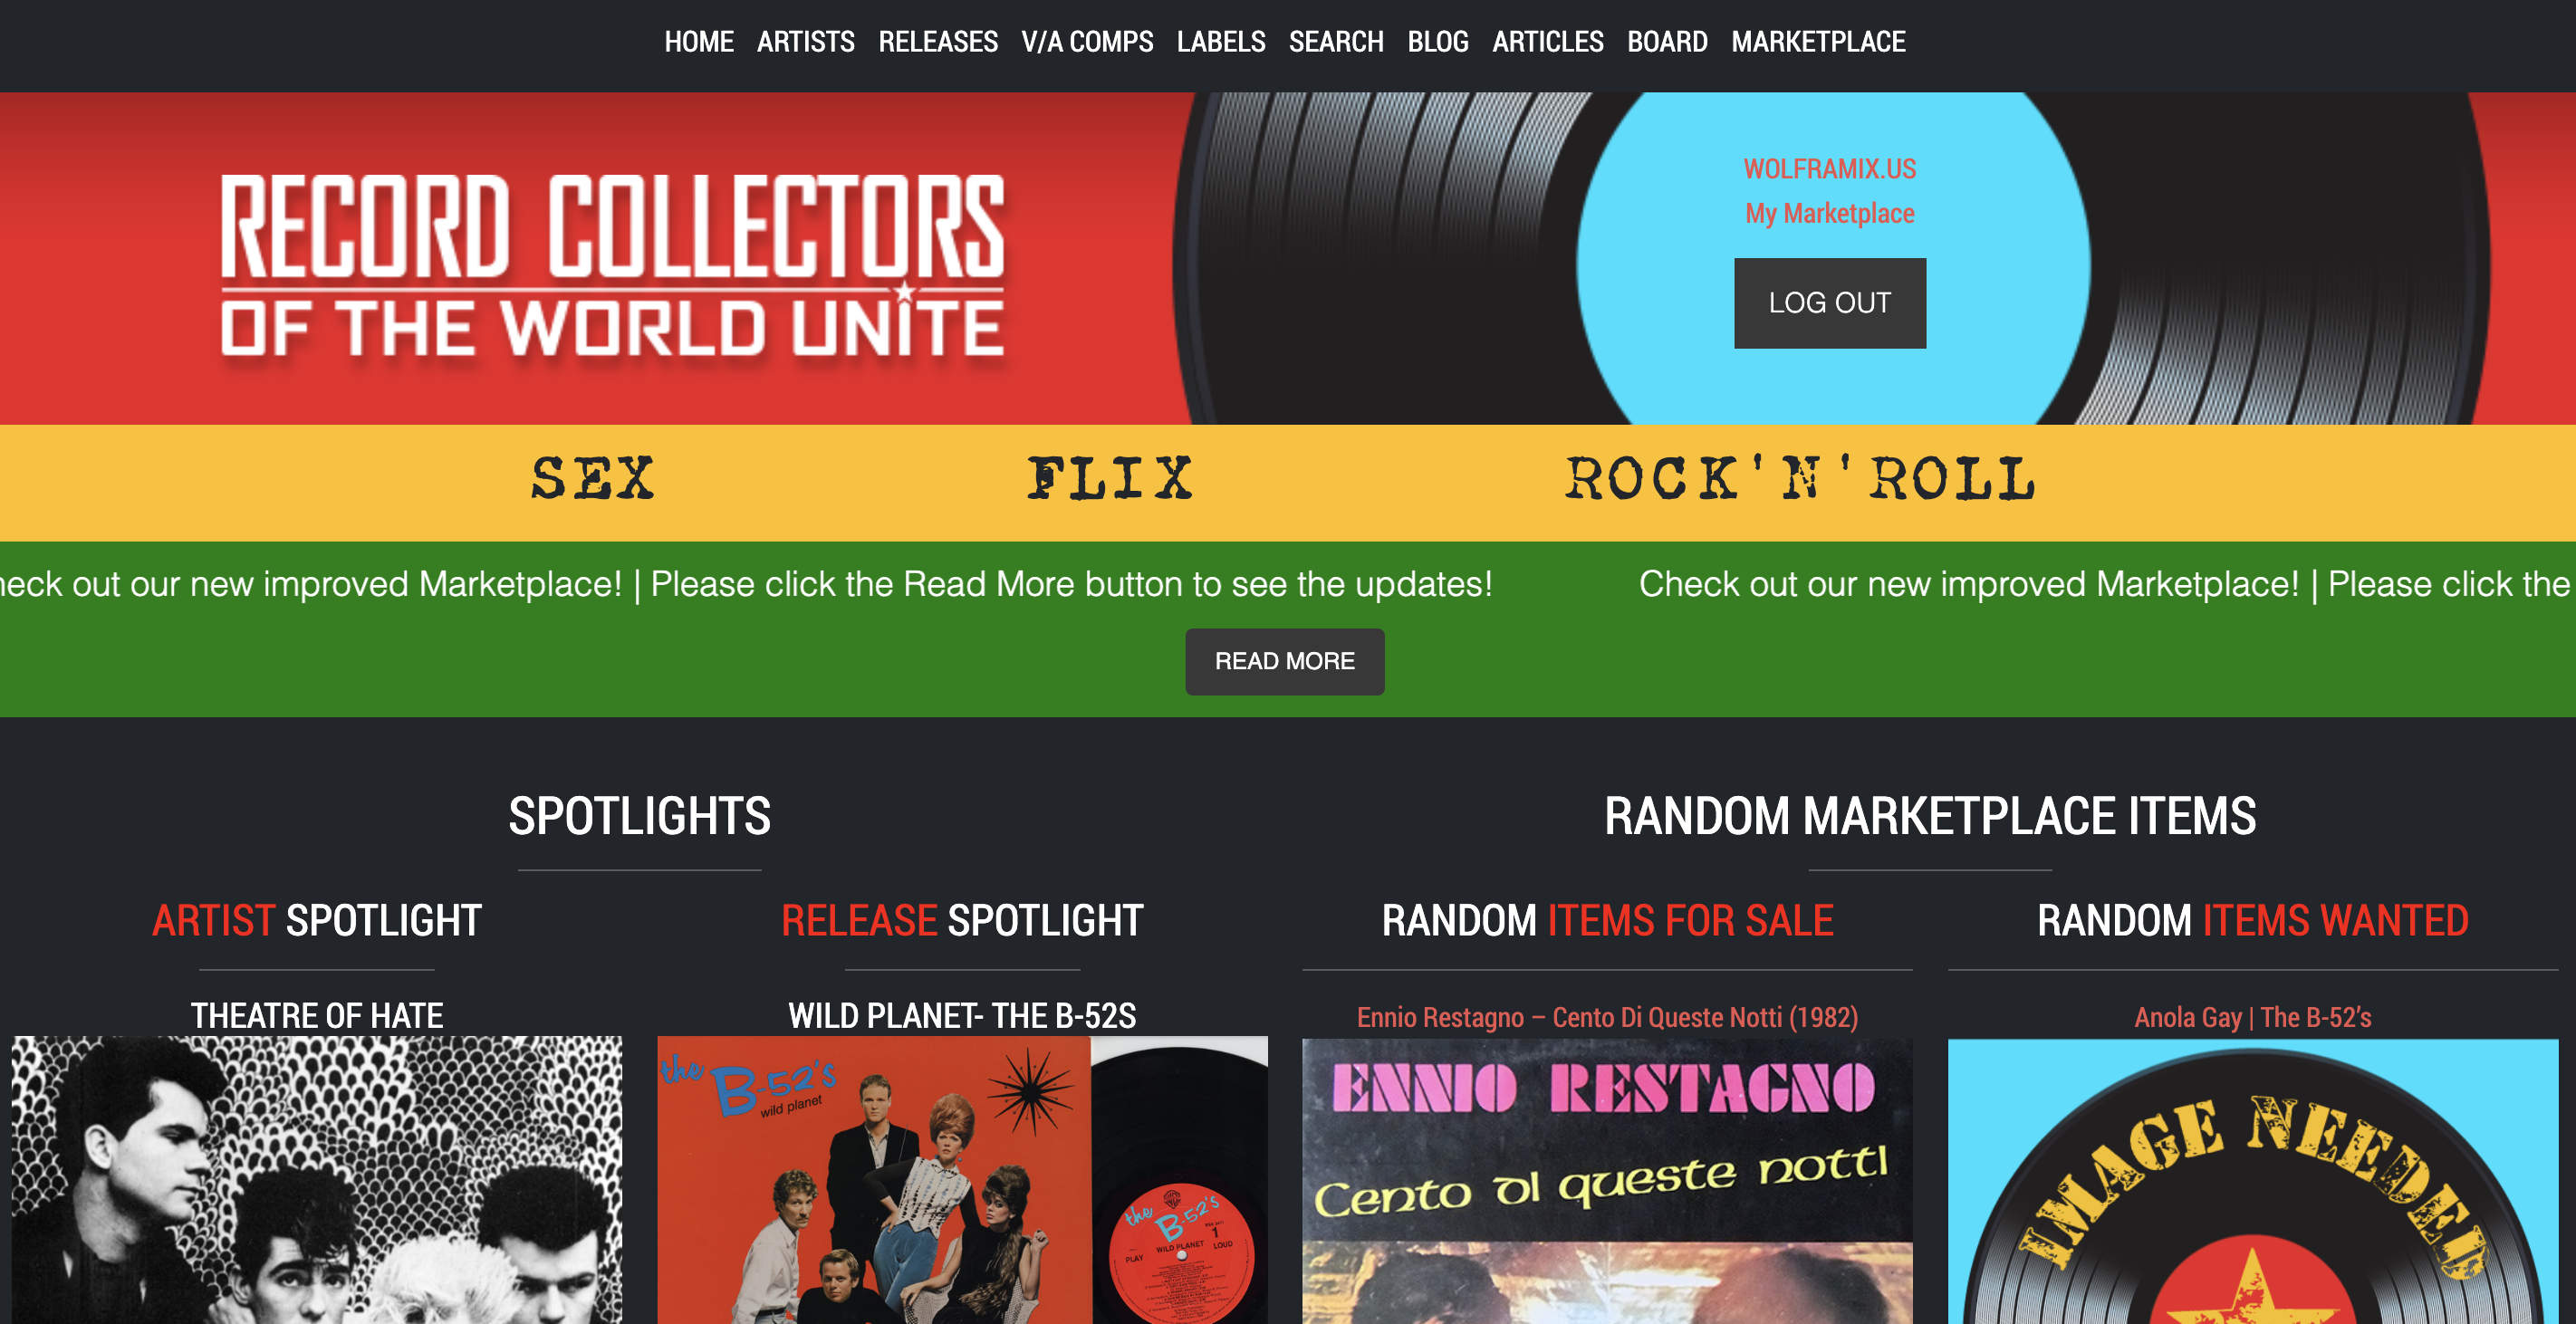 HOME ARTISTS RELEASES V/A COMPS LABELS SEARCH BLOG ARTICLES BOARD MARKETPLACE
RECORD COLLECTORS
OF THE WORLD UNITE
WOLFRAMIX.US
My Marketplace
LOG OUT
SEX FLIX ROCK'N'ROLL
heck out our new improved Marketplace! | Please click the Read More button to see the updates! Check out our new improved Marketplace! | Please click the
READ MORE
SPOTLIGHTS
RANDOM MARKETPLACE ITEMS
ARTIST SPOTLIGHT
RELEASE SPOTLIGHT
RANDOM ITEMS FOR SALE
RANDOM ITEMS WANTED
THEATRE OF HATE
WILD PLANET- THE B-52S
the B-52's
wild planet
the B-52's
WILD PLANET
PLAY
1
LOUD
Ennio Restagno – Cento Di Queste Notti (1982)
ENNIO RESTAGNO
Cento di queste notti
Anola Gay | The B-52’s
IMAGE NEEDED